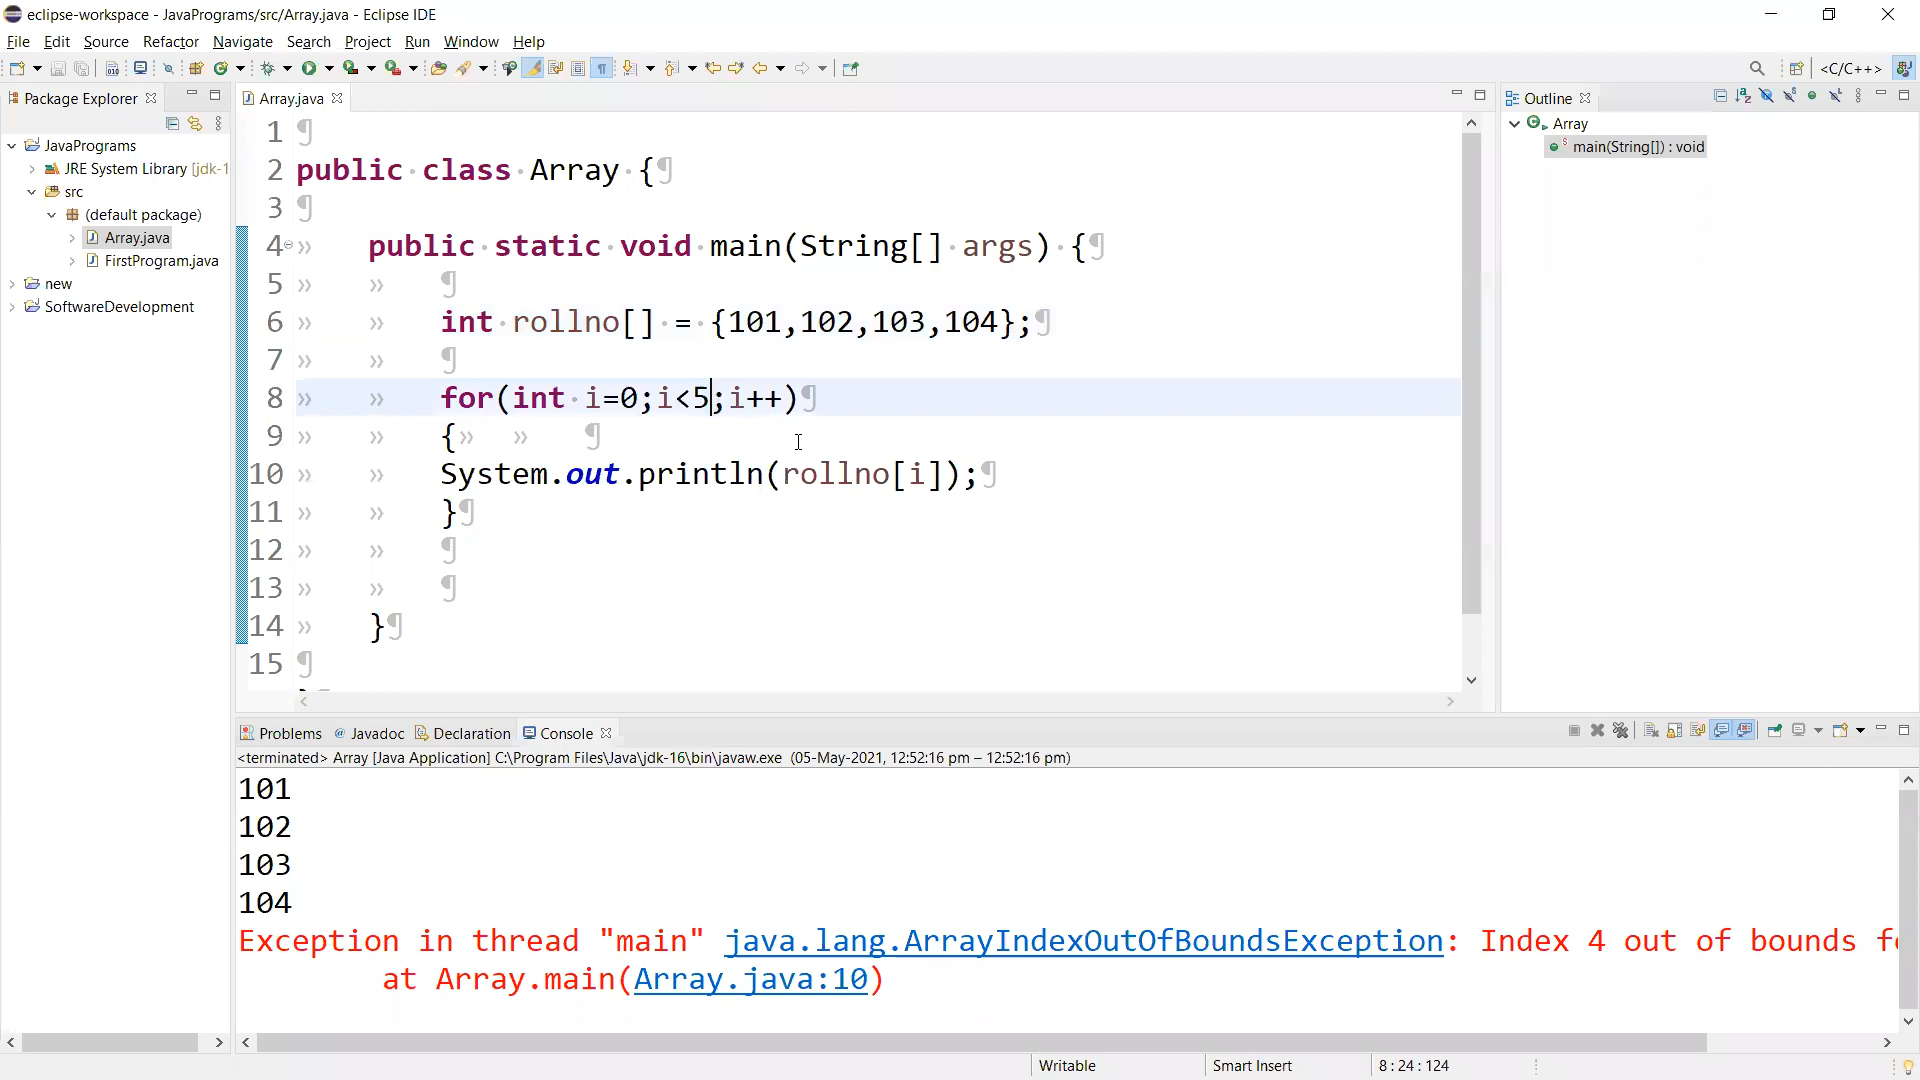 eclipse-workspace - JavaPrograms/src/Array.java - Eclipse IDE
File Edit Source Refactor Navigate Search Project Run Window Help
<C/C++>
Package Explorer
JavaPrograms
JRE System Library [jdk-1
src
(default package)
Array.java
FirstProgram.java
new
SoftwareDevelopment
Array.java
1 ¶
2 public·class·Array·{¶
3 ¶
4 » public·static·void·main(String[]·args)·{¶
5 » » ¶
6 » » int·rollno[]·=·{101,102,103,104};¶
7 » » ¶
8 » » for(int·i=0;i<5;i++)¶
9 » » {» » ¶
10 » » System.out.println(rollno[i]);¶
11 » » }¶
12 » » ¶
13 » » ¶
14 » }¶
15 ¶
Outline
Array
main(String[]) : void
Problems @ Javadoc Declaration Console
<terminated> Array [Java Application] C:\Program Files\Java\jdk-16\bin\javaw.exe (05-May-2021, 12:52:16 pm – 12:52:16 pm)
101
102
103
104
Exception in thread "main" java.lang.ArrayIndexOutOfBoundsException: Index 4 out of bounds f
at Array.main(Array.java:10)
Writable Smart Insert 8 : 24 : 124